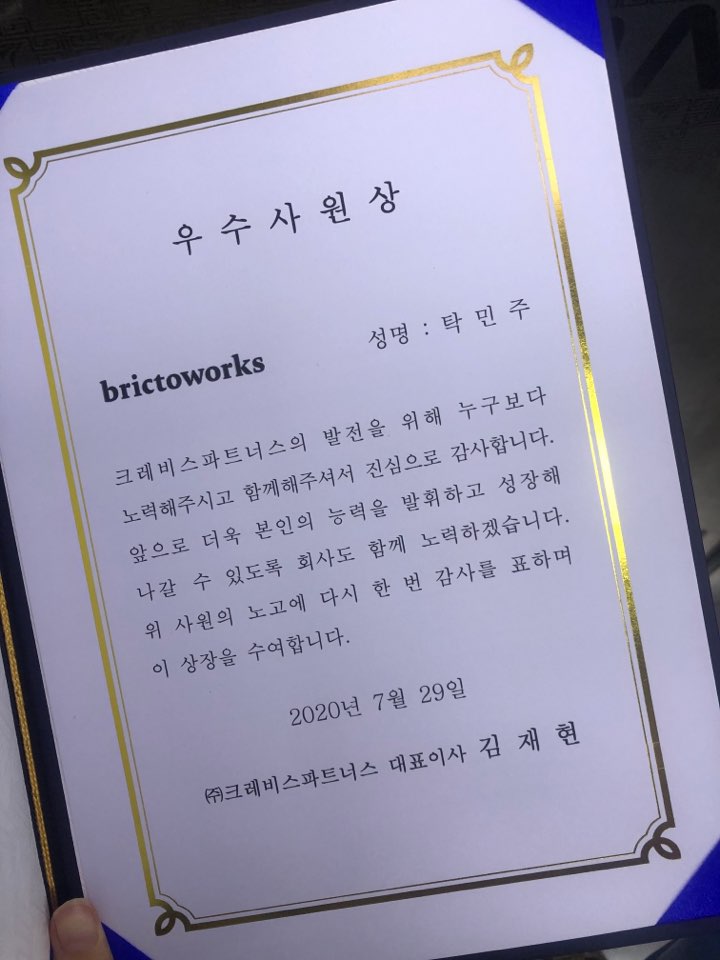 우수사원상
성명 : 탁민주
brictoworks
크레비스파트너스의 발전을 위해 누구보다
노력해주시고 함께해주셔서 진심으로 감사합니다.
앞으로 더욱 본인의 능력을 발휘하고 성장해
나갈 수 있도록 회사도 함께 노력하겠습니다.
위 사원의 노고에 다시 한 번 감사를 표하며
이 상장을 수여합니다.
2020년 7월 29일
㈜크레비스파트너스 대표이사 김재현